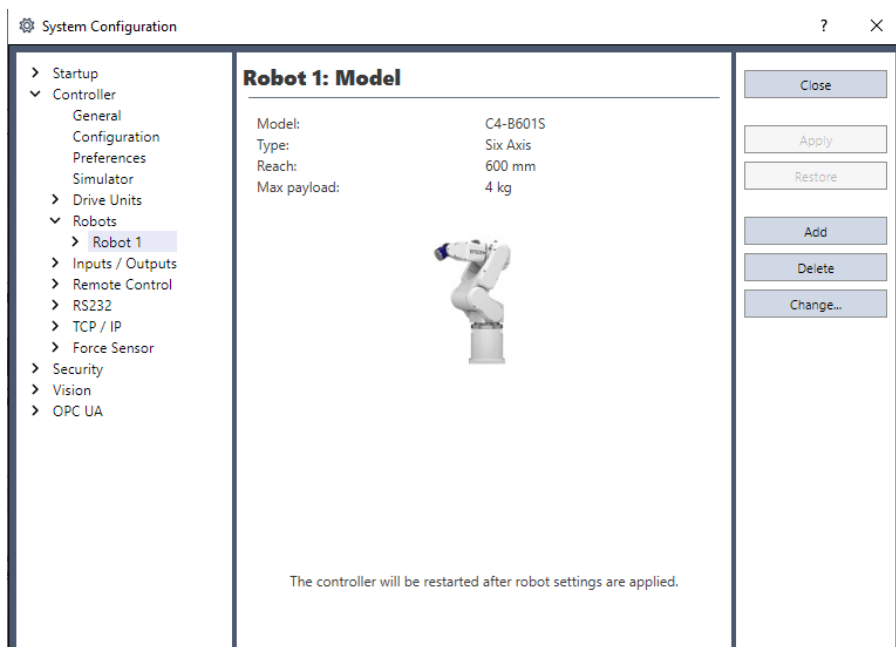 System Configuration
?
Startup
Controller
General
Configuration
Preferences
Simulator
Drive Units
Robots
Robot 1
Inputs / Outputs
Remote Control
RS232
TCP / IP
Force Sensor
Security
Vision
OPC UA
Robot 1: Model
Model: C4-B601S
Type: Six Axis
Reach: 600 mm
Max payload: 4 kg
EPSON
The controller will be restarted after robot settings are applied.
Close
Apply
Restore
Add
Delete
Change...